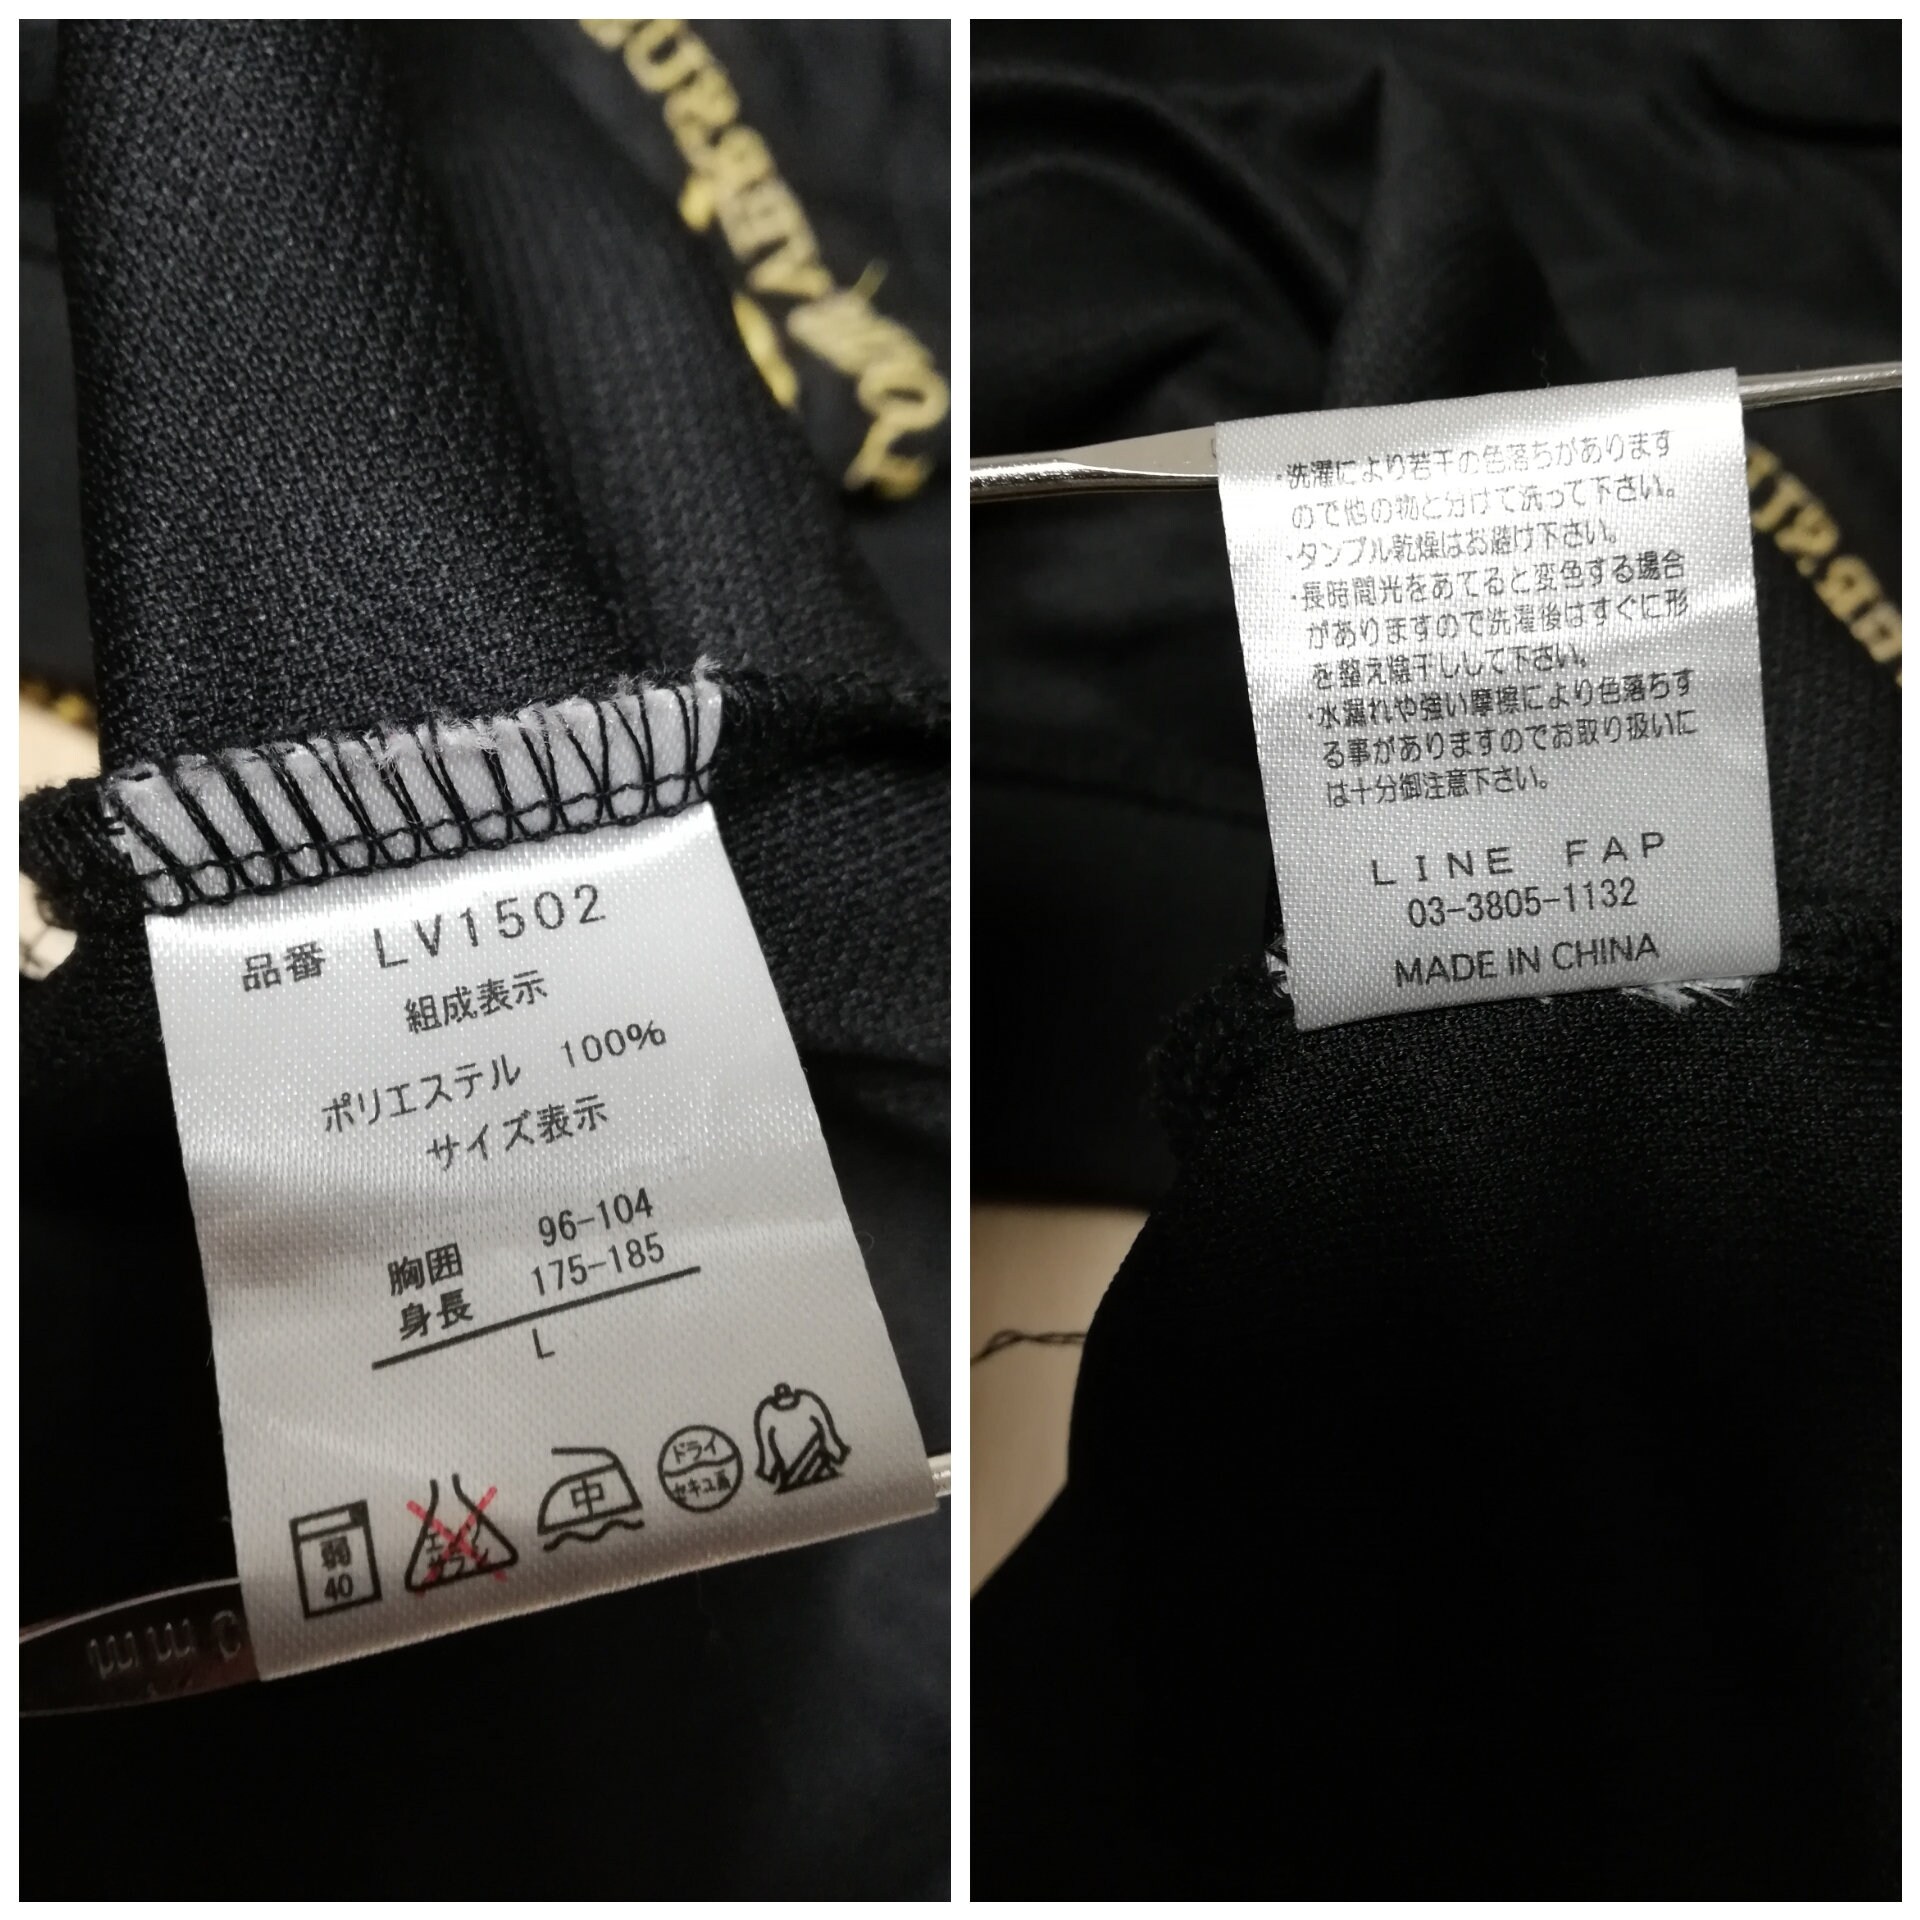 品番 LV1502
組成表示
ポリエステル 100%
サイズ表示
胸囲 96-104
身長 175-185
L
弱
40
エンソ
サラシ
中
ドライ
セキユ系
・洗濯により若干の色落ちがあります
ので他の物と分けて洗って下さい。
・タンブル乾燥はお避け下さい。
・長時間光をあてると変色する場合
がありますので洗濯後はすぐに形
を整え陰干しして下さい。
・水濡れや強い摩擦により色落ちす
る事がありますのでお取り扱いに
は十分御注意下さい。
LINE FAP
03-3805-1132
MADE IN CHINA